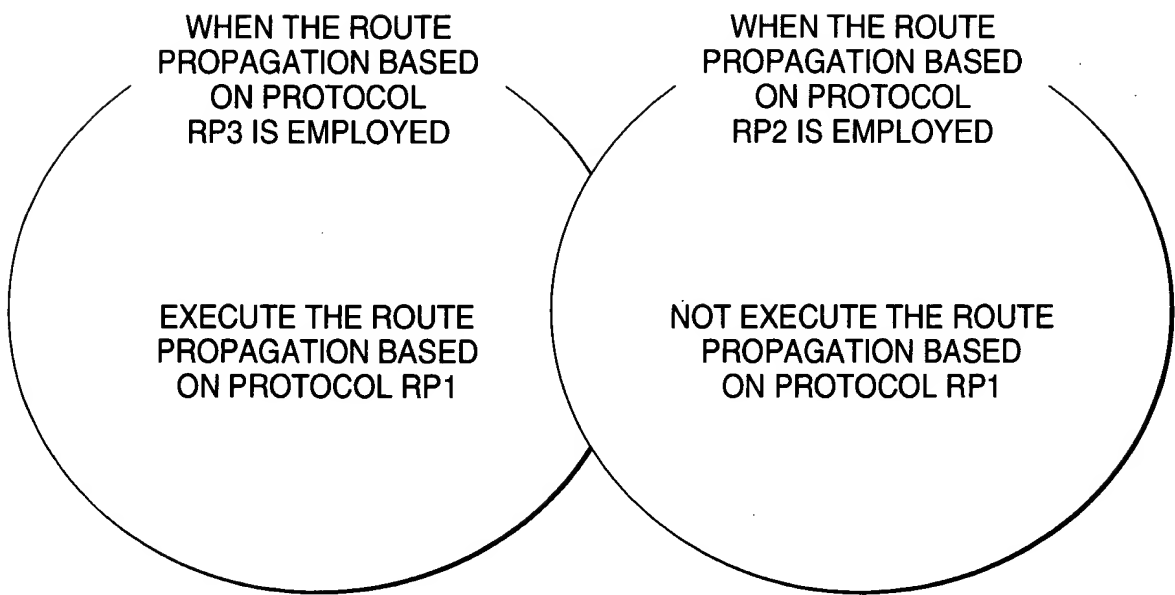 WHEN THE ROUTE
PROPAGATION BASED
ON PROTOCOL
RP3 IS EMPLOYED
EXECUTE THE ROUTE
PROPAGATION BASED
ON PROTOCOL RP1
WHEN THE ROUTE
PROPAGATION BASED
ON PROTOCOL
RP2 IS EMPLOYED
NOT EXECUTE THE ROUTE
PROPAGATION BASED
ON PROTOCOL RP1